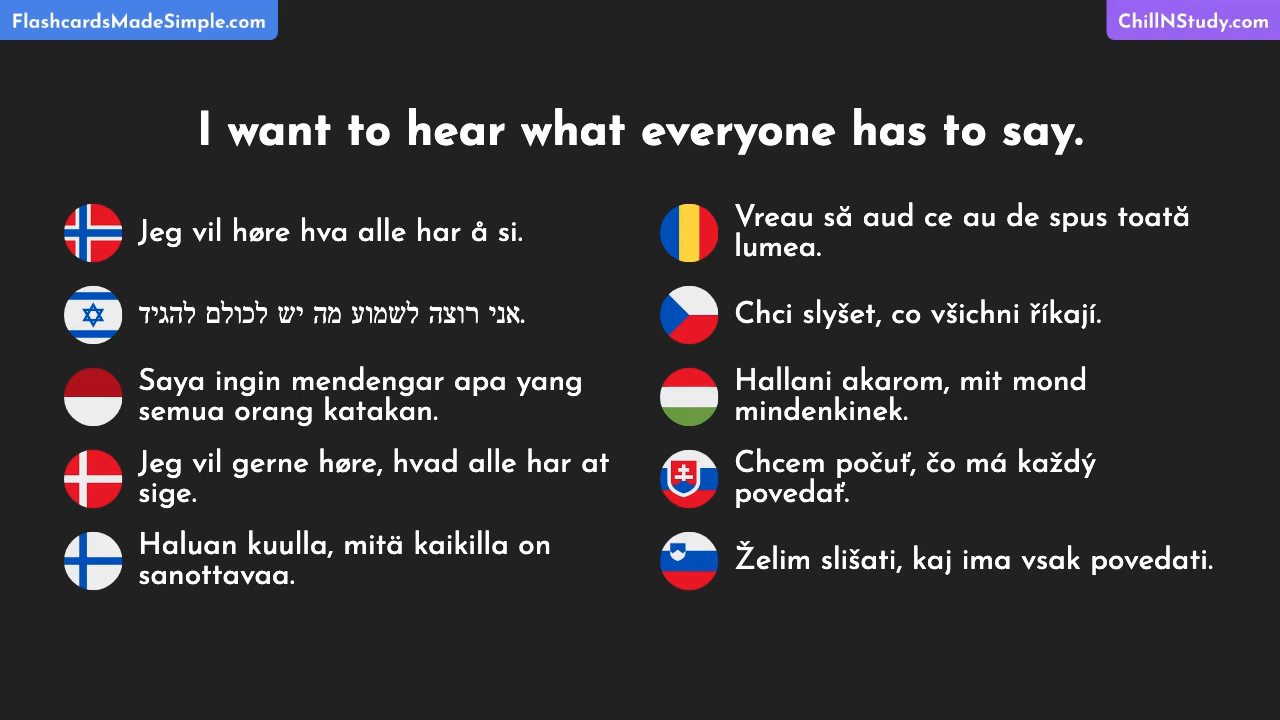 FlashcardsMadeSimple.com
ChillNStudy.com
I want to hear what everyone has to say.
Jeg vil høre hva alle har å si.
אני רוצה לשמוע מה יש לכולם להגיד.
Saya ingin mendengar apa yang
semua orang katakan.
Jeg vil gerne høre, hvad alle har at
sige.
Haluan kuulla, mitä kaikilla on
sanottavaa.
Vreau să aud ce au de spus toată
lumea.
Chci slyšet, co všichni říkají.
Hallani akarom, mit mond
mindenkinek.
Chcem počuť, čo má každý
povedať.
Želim slišati, kaj ima vsak povedati.